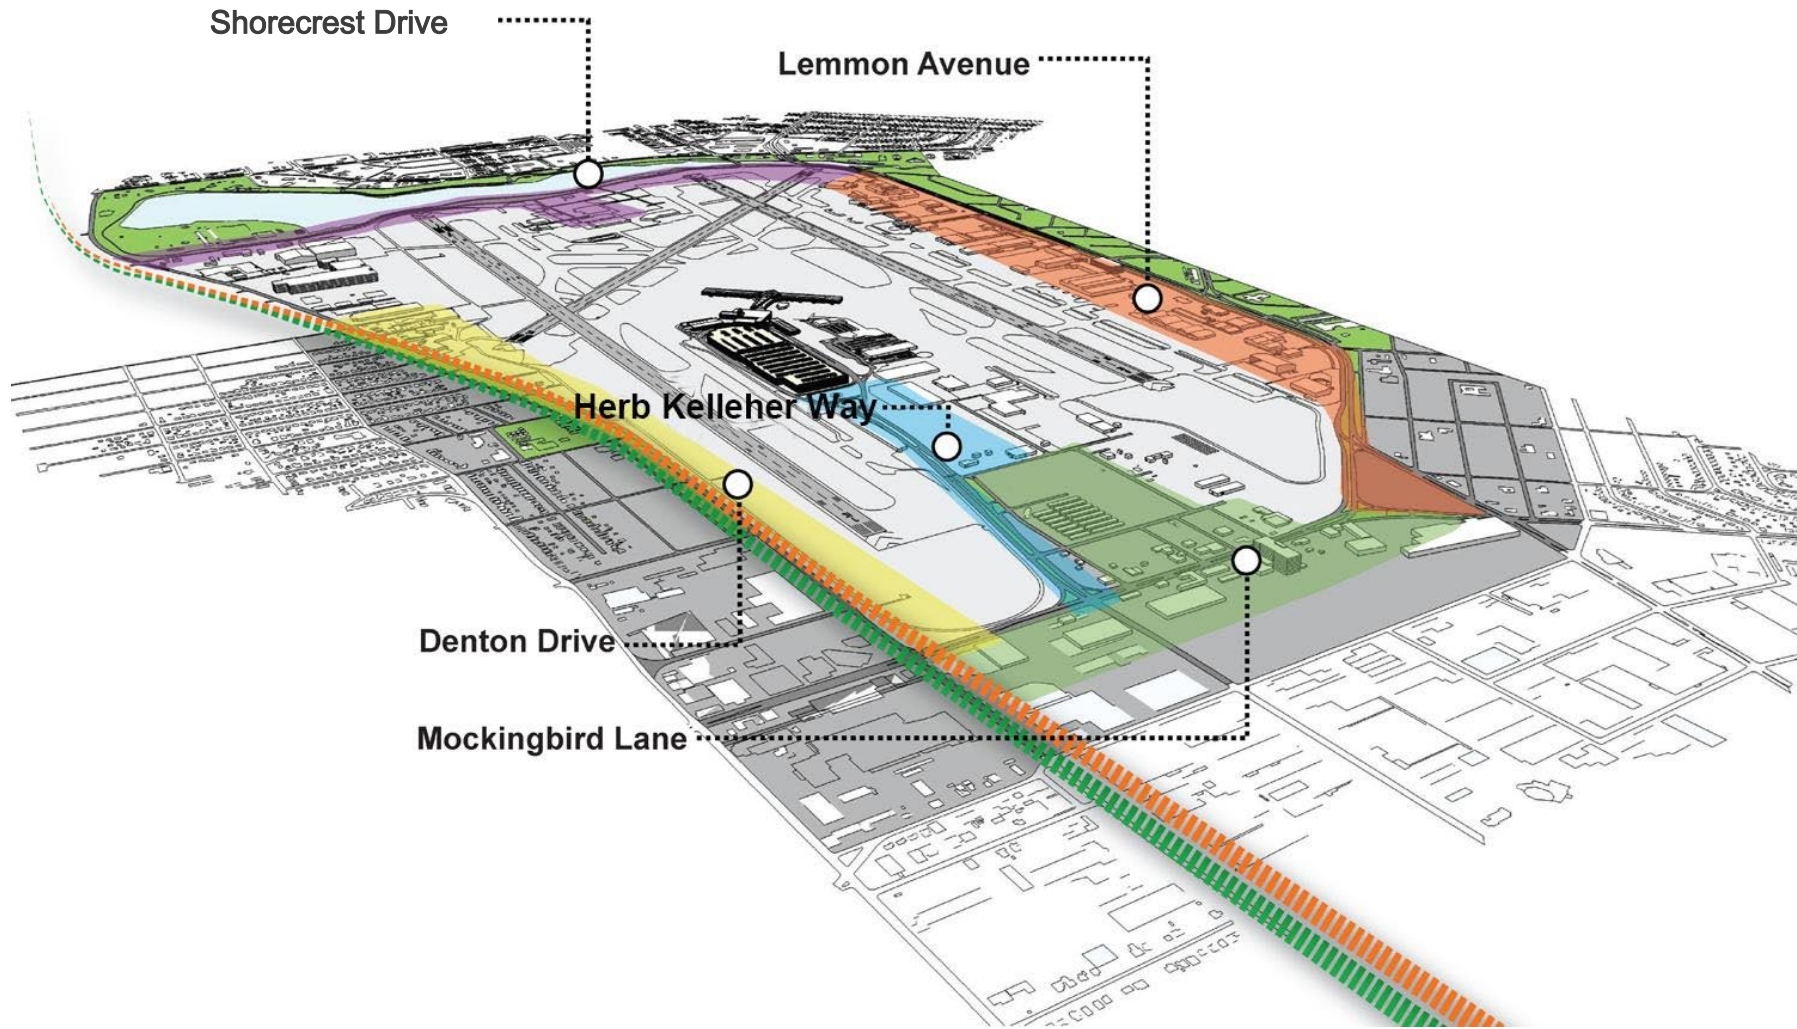 Shorecrest Drive
Lemmon Avenue
Herb Kelleher Way
Denton Drive
Mockingbird Lane